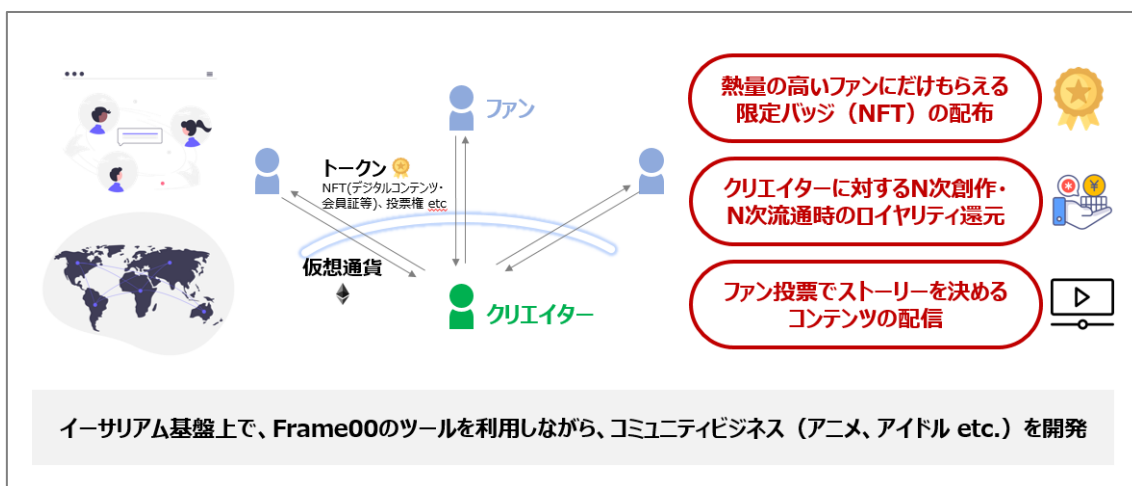 ファン
トークン
NFT(デジタルコンテンツ・
会員証等)、投票権 etc
仮想通貨
クリエイター
熱量の高いファンにだけもらえる
限定バッジ（NFT）の配布
クリエイターに対するN次創作・
N次流通時のロイヤリティ還元
ファン投票でストーリーを決める
コンテンツの配信
イーサリアム基盤上で、Frame00のツールを利用しながら、コミュニティビジネス（アニメ、アイドル etc.）を開発